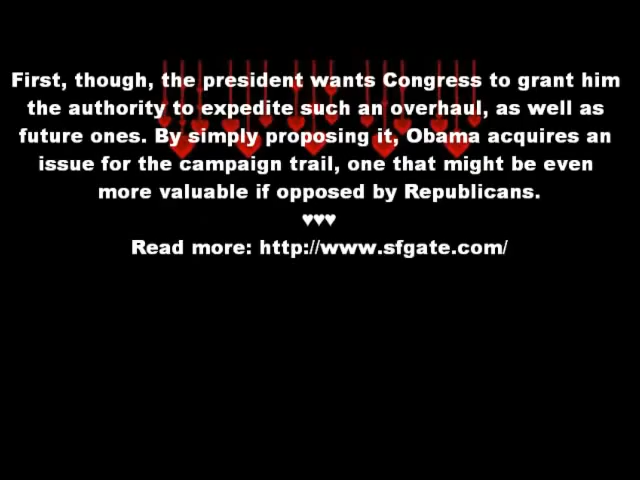 First, though, the president wants Congress to grant him
the authority to expedite such an overhaul, as well as
future ones. By simply proposing it, Obama acquires an
issue for the campaign trail, one that might be even
more valuable if opposed by Republicans.
♥♥♥
Read more: http://www.sfgate.com/